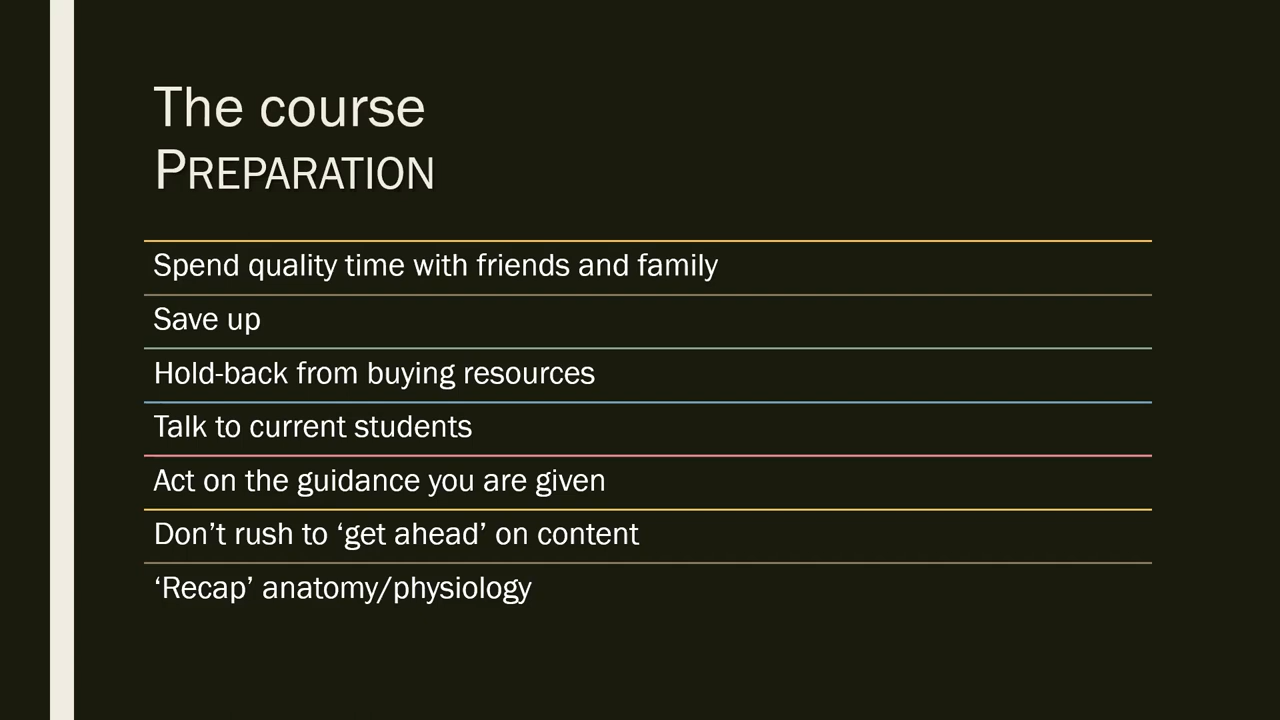 The course
PREPARATION
Spend quality time with friends and family
Save up
Hold-back from buying resources
Talk to current students
Act on the guidance you are given
Don’t rush to ‘get ahead’ on content
‘Recap’ anatomy/physiology